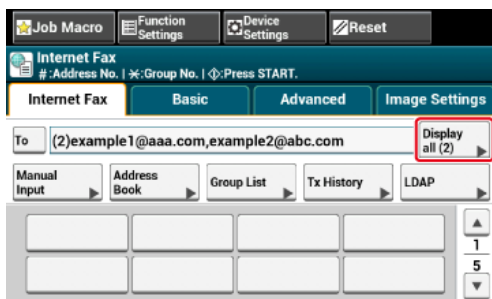 Job Macro Function Settings Device Settings Reset
Internet Fax
#:Address No. | ⚹:Group No. | :Press START.
Internet Fax Basic Advanced Image Settings
To (2)example1@aaa.com,example2@abc.com Display all (2)
Manual Input Address Book Group List Tx History LDAP
1
5